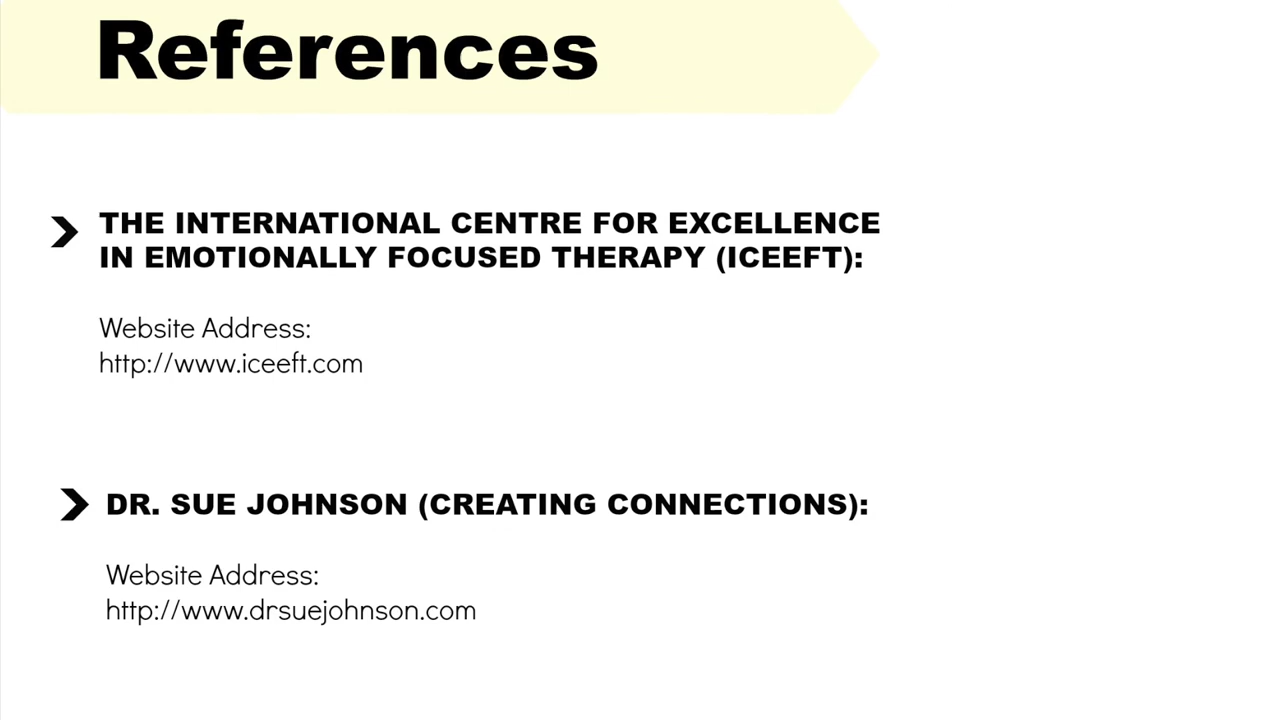 References
THE INTERNATIONAL CENTRE FOR EXCELLENCE
IN EMOTIONALLY FOCUSED THERAPY (ICEEFT):
Website Address:
http://www.iceeft.com
DR. SUE JOHNSON (CREATING CONNECTIONS):
Website Address:
http://www.drsuejohnson.com